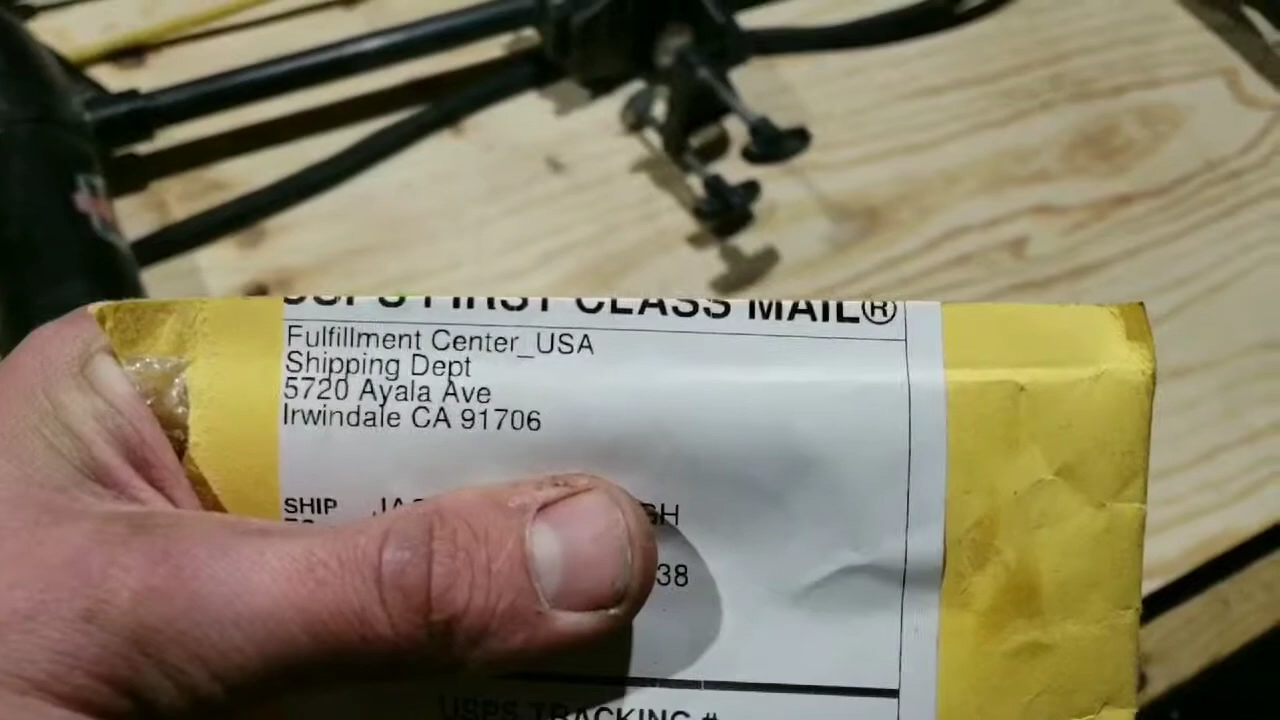 USPS FIRST CLASS MAIL®
Fulfillment Center_USA
Shipping Dept
5720 Ayala Ave
Irwindale CA 91706
SHIP
38
USPS TRACKING #